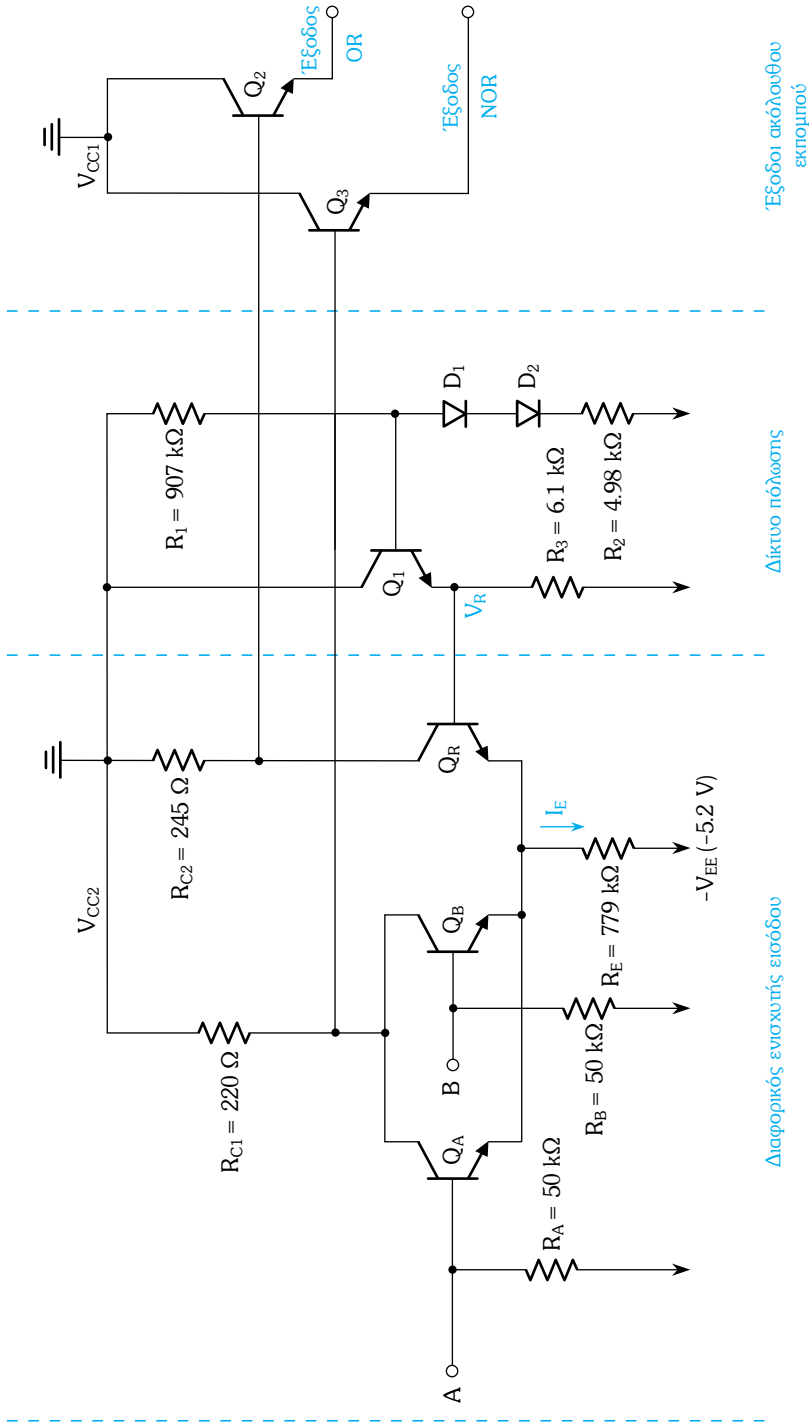 V_CC2
R_C1 = 220 Ω
R_C2 = 245 Ω
R_1 = 907 kΩ
V_CC1
Q_2
Έξοδος
OR
Q_3
Έξοδος
NOR
A
Q_A
R_A = 50 kΩ
B
Q_B
R_B = 50 kΩ
Q_R
I_E
R_E = 779 kΩ
-V_EE (-5.2 V)
Q_1
V_R
R_3 = 6.1 kΩ
D_1
D_2
R_2 = 4.98 kΩ
Διαφορικός ενισχυτής εισόδου
Δίκτυο πόλωσης
Έξοδοι ακόλουθου
εκπομπού